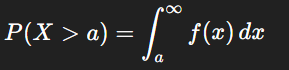 P(X > a) = ∫_a^∞ f(x) dx